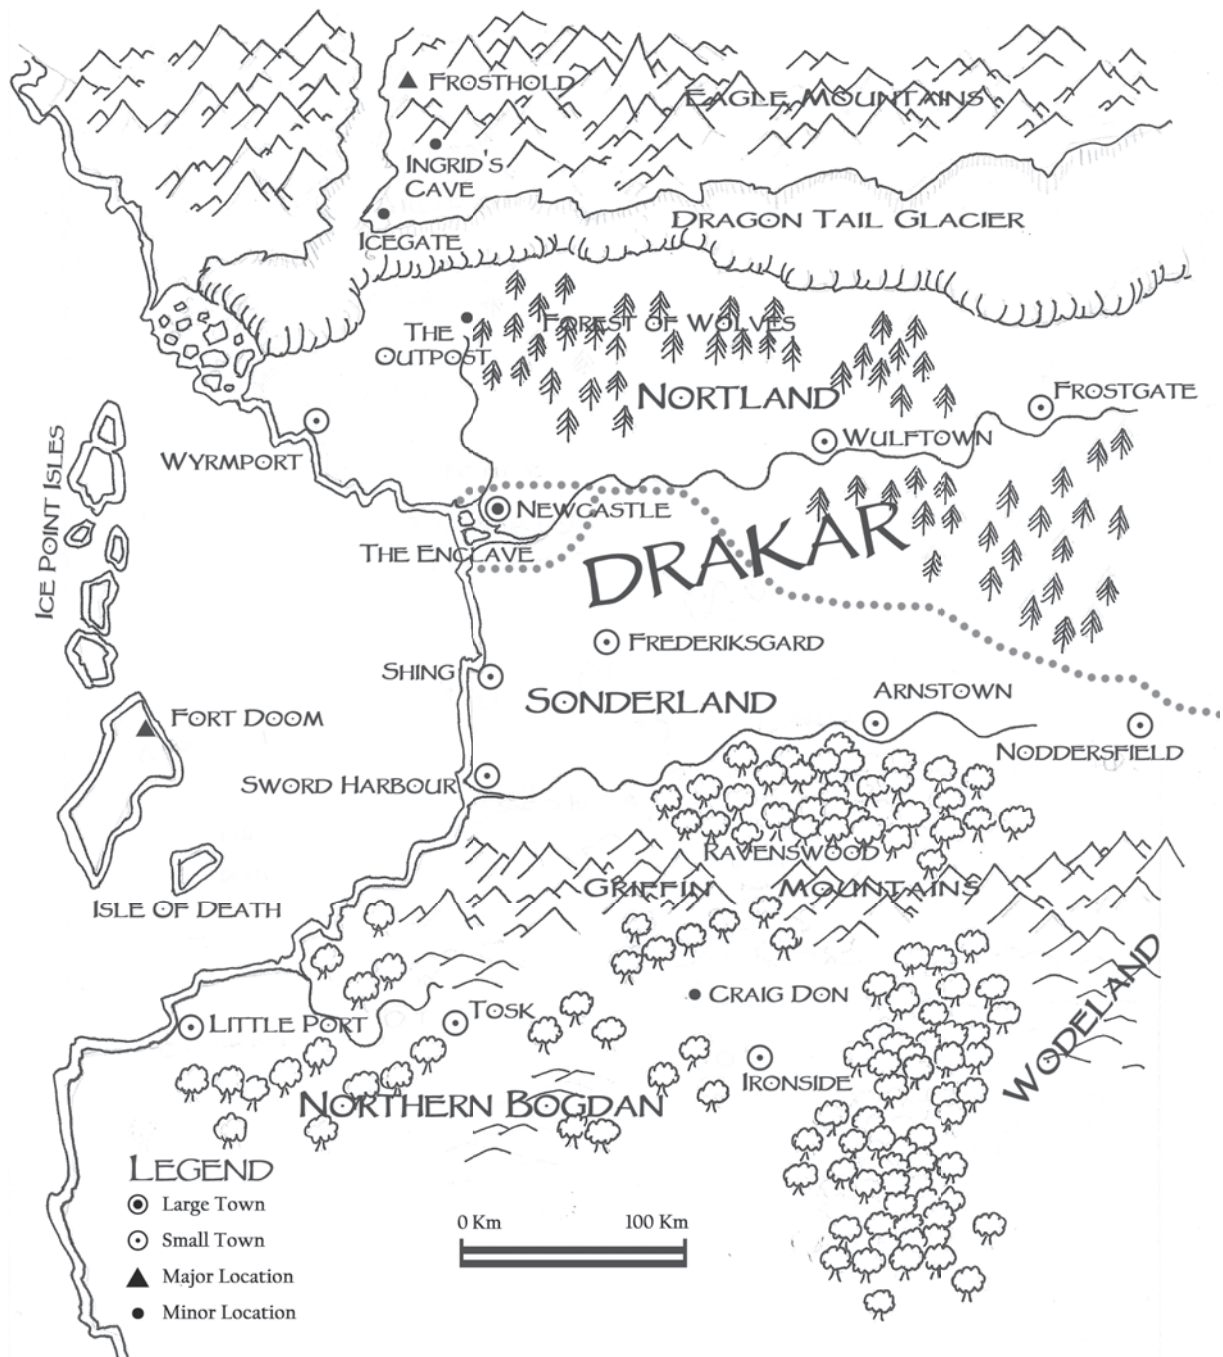 FROSTHOLD
EAGLE MOUNTAINS
INGRID'S
CAVE
DRAGON TAIL GLACIER
ICEGATE
THE
OUTPOST
FOREST OF WOLVES
NORTLAND
FROSTGATE
WULFTOWN
WYRMPORT
ICE POINT ISLES
NEWCASTLE
THE ENCLAVE
DRAKAR
FREDERIKSGARD
SHING
SONDERLAND
ARNSTOWN
FORT DOOM
NODDERSFIELD
SWORD HARBOUR
RAVENSWOOD
GRIFFIN MOUNTAINS
ISLE OF DEATH
WODELAND
CRAIG DON
TOSK
LITTLE PORT
IRONSIDE
NORTHERN BOGDAN
LEGEND
Large Town
Small Town
Major Location
Minor Location
0 Km 100 Km